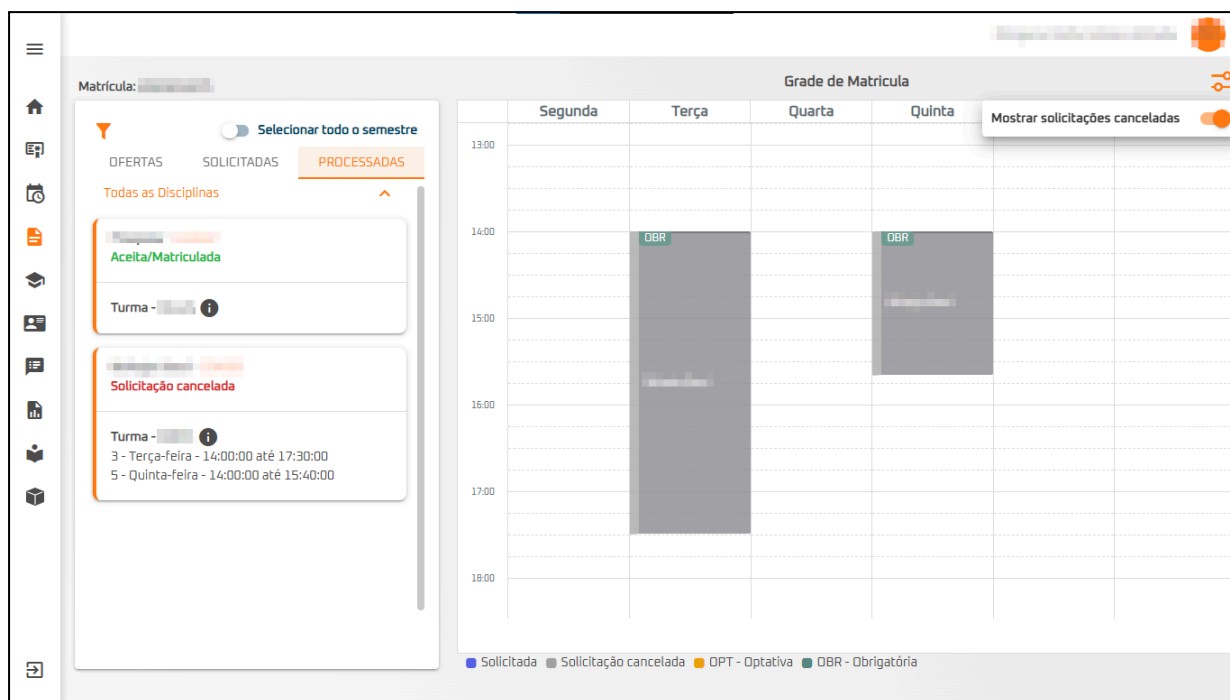 Matrícula:
Grade de Matricula
Mostrar solicitações canceladas
Selecionar todo o semestre
OFERTAS SOLICITADAS PROCESSADAS
Todas as Disciplinas
Aceita/Matriculada
Turma -
Solicitação cancelada
Turma -
3 - Terça-feira - 14:00:00 até 17:30:00
5 - Quinta-feira - 14:00:00 até 15:40:00
Segunda Terça Quarta Quinta
13:00
14:00
OBR OBR
15:00
16:00
17:00
18:00
Solicitada Solicitação cancelada OPT - Optativa OBR - Obrigatória